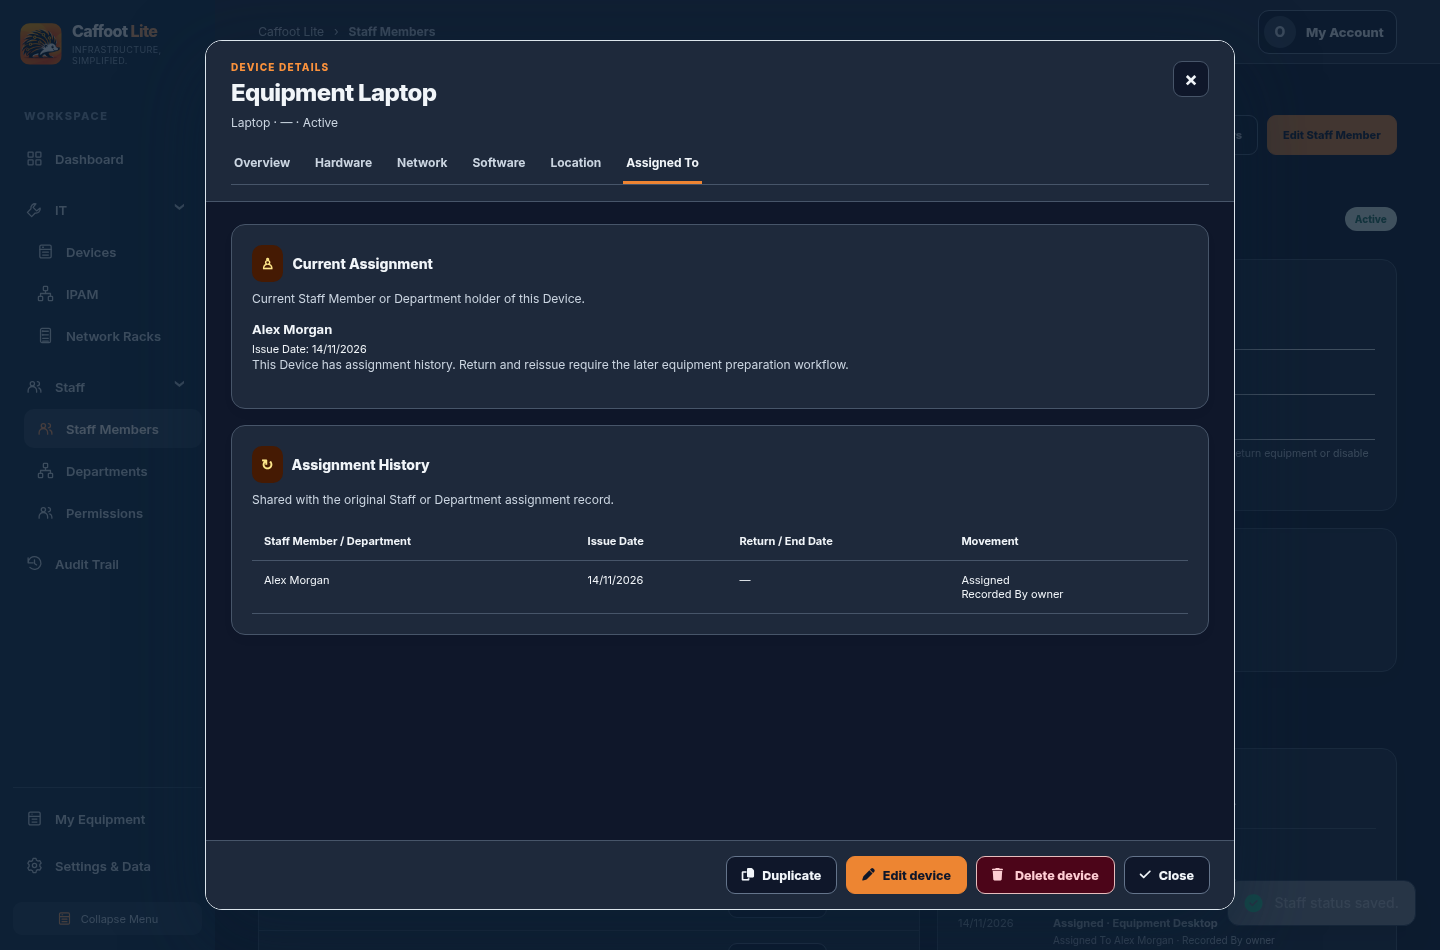 Caffoot Lite
INFRASTRUCTURE,
SIMPLIFIED.
Caffoot Lite › Staff Members
O My Account
WORKSPACE
Dashboard
IT
Devices
IPAM
Network Racks
Staff
Staff Members
Departments
Permissions
Audit Trail
My Equipment
Settings & Data
Collapse Menu
Edit Staff Member
Active
eturn equipment or disable
DEVICE DETAILS
Equipment Laptop
Laptop · — · Active
Overview Hardware Network Software Location Assigned To
Current Assignment
Current Staff Member or Department holder of this Device.
Alex Morgan
Issue Date: 14/11/2026
This Device has assignment history. Return and reissue require the later equipment preparation workflow.
Assignment History
Shared with the original Staff or Department assignment record.
Staff Member / Department Issue Date Return / End Date Movement
Alex Morgan 14/11/2026 — Assigned
Recorded By owner
Duplicate Edit device Delete device Close
Staff status saved.
14/11/2026 Assigned · Equipment Desktop
Assigned To Alex Morgan · Recorded By owner